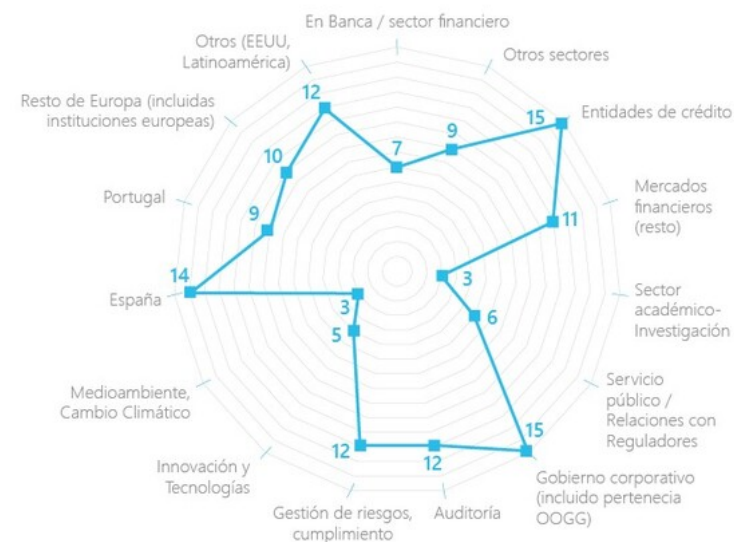 En Banca / sector financiero
Otros sectores
Entidades de crédito
Mercados
financieros
(resto)
Sector
académico-
Investigación
Servicio
público /
Relaciones con
Reguladores
Gobierno corporativo
(incluido pertenecia
OOGG)
Auditoría
Gestión de riesgos,
cumplimiento
Innovación y
Tecnologías
Medioambiente,
Cambio Climático
España
Portugal
Resto de Europa (incluidas
instituciones europeas)
Otros (EEUU,
Latinoamérica)
7
9
15
11
3
6
15
12
12
5
3
14
9
10
12